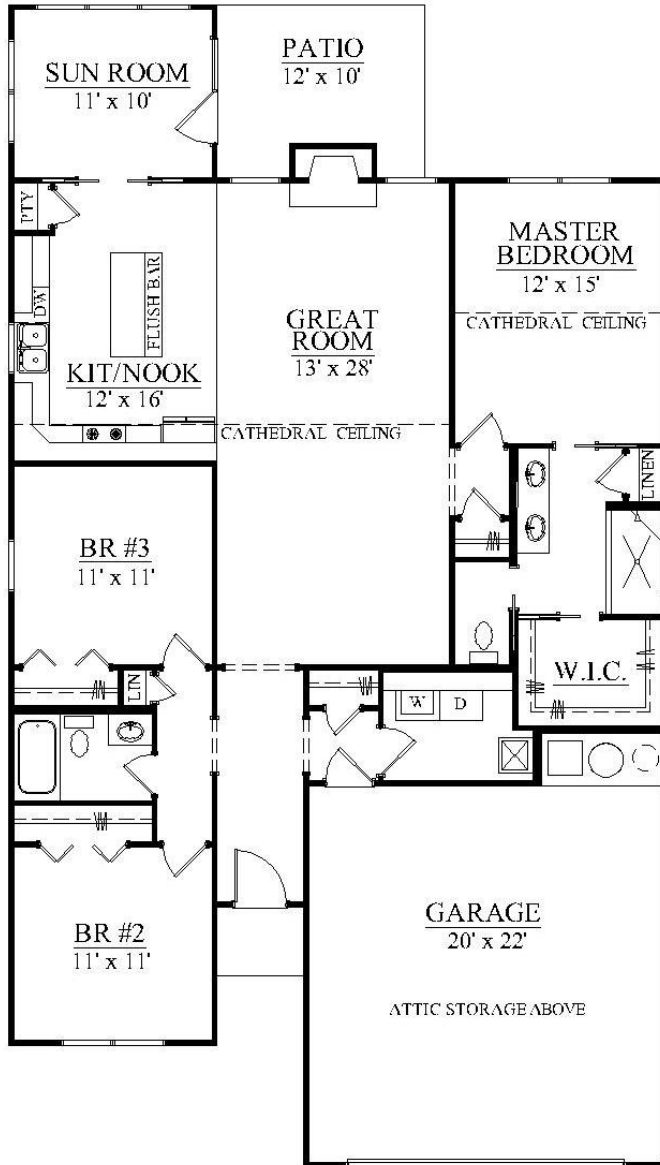 SUN ROOM
11' x 10'
PATIO
12' x 10'
PTY
DW
FLUSH BAR
KIT/NOOK
12' x 16'
GREAT
ROOM
13' x 28'
CATHEDRAL CEILING
MASTER
BEDROOM
12' x 15'
CATHEDRAL CEILING
LINEN
BR #3
11' x 11'
LIN
W.I.C.
W
D
BR #2
11' x 11'
GARAGE
20' x 22'
ATTIC STORAGE ABOVE